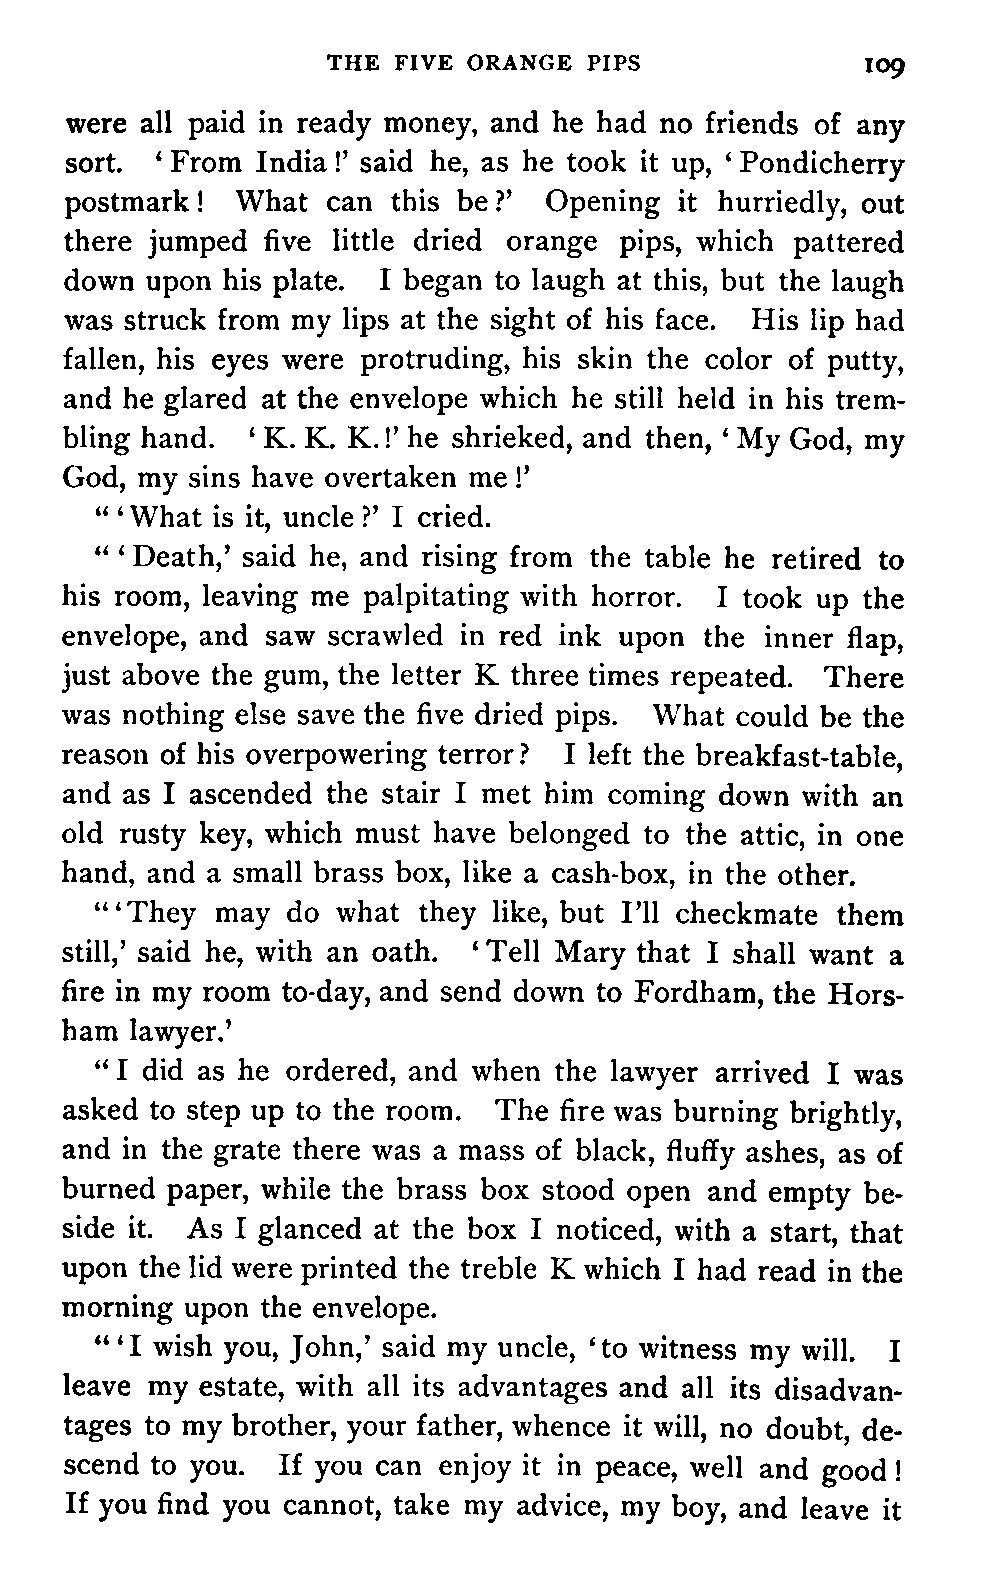 THE FIVE ORANGE PIPS 109
were all paid in ready money, and he had no friends of any
sort. ‘From India!’ said he, as he took it up, ‘Pondicherry
postmark! What can this be?’ Opening it hurriedly, out
there jumped five little dried orange pips, which pattered
down upon his plate. I began to laugh at this, but the laugh
was struck from my lips at the sight of his face. His lip had
fallen, his eyes were protruding, his skin the color of putty,
and he glared at the envelope which he still held in his trem-
bling hand. ‘K. K. K.!’ he shrieked, and then, ‘My God, my
God, my sins have overtaken me!’
“‘What is it, uncle?’ I cried.
“‘Death,’ said he, and rising from the table he retired to
his room, leaving me palpitating with horror. I took up the
envelope, and saw scrawled in red ink upon the inner flap,
just above the gum, the letter K three times repeated. There
was nothing else save the five dried pips. What could be the
reason of his overpowering terror? I left the breakfast-table,
and as I ascended the stair I met him coming down with an
old rusty key, which must have belonged to the attic, in one
hand, and a small brass box, like a cash-box, in the other.
“‘They may do what they like, but I’ll checkmate them
still,’ said he, with an oath. ‘Tell Mary that I shall want a
fire in my room to-day, and send down to Fordham, the Hors-
ham lawyer.’
“I did as he ordered, and when the lawyer arrived I was
asked to step up to the room. The fire was burning brightly,
and in the grate there was a mass of black, fluffy ashes, as of
burned paper, while the brass box stood open and empty be-
side it. As I glanced at the box I noticed, with a start, that
upon the lid were printed the treble K which I had read in the
morning upon the envelope.
“‘I wish you, John,’ said my uncle, ‘to witness my will. I
leave my estate, with all its advantages and all its disadvan-
tages to my brother, your father, whence it will, no doubt, de-
scend to you. If you can enjoy it in peace, well and good!
If you find you cannot, take my advice, my boy, and leave it